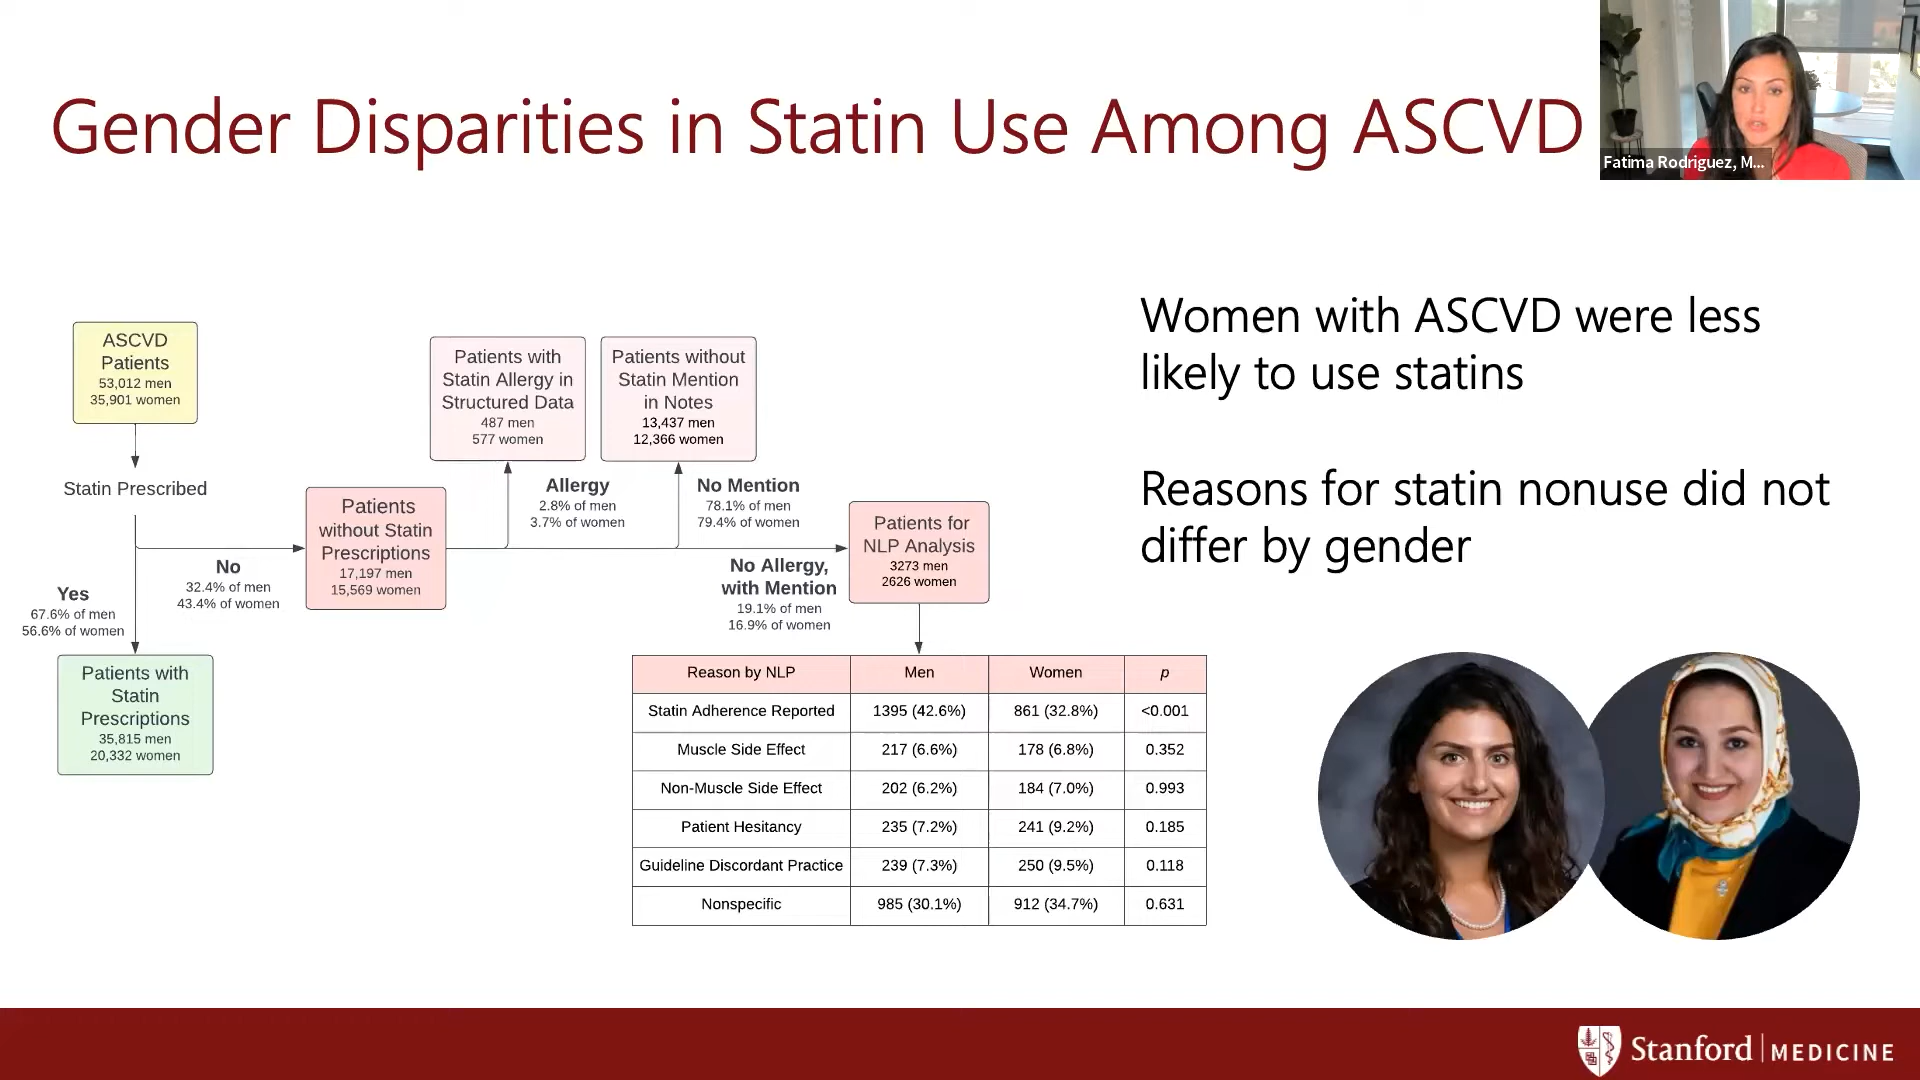 Gender Disparities in Statin Use Among ASCVD
Fatima Rodriguez, M...
ASCVD
Patients
53,012 men
35,901 women
Statin Prescribed
Yes
67.6% of men
56.6% of women
No
32.4% of men
43.4% of women
Patients with
Statin
Prescriptions
35,815 men
20,332 women
Patients
without Statin
Prescriptions
17,197 men
15,569 women
Patients with
Statin Allergy in
Structured Data
487 men
577 women
Allergy
2.8% of men
3.7% of women
Patients without
Statin Mention
in Notes
13,437 men
12,366 women
No Mention
78.1% of men
79.4% of women
No Allergy,
with Mention
19.1% of men
16.9% of women
Patients for
NLP Analysis
3273 men
2626 women
Reason by NLP Men Women p
Statin Adherence Reported 1395 (42.6%) 861 (32.8%) <0.001
Muscle Side Effect 217 (6.6%) 178 (6.8%) 0.352
Non-Muscle Side Effect 202 (6.2%) 184 (7.0%) 0.993
Patient Hesitancy 235 (7.2%) 241 (9.2%) 0.185
Guideline Discordant Practice 239 (7.3%) 250 (9.5%) 0.118
Nonspecific 985 (30.1%) 912 (34.7%) 0.631
Women with ASCVD were less
likely to use statins
Reasons for statin nonuse did not
differ by gender
Stanford MEDICINE